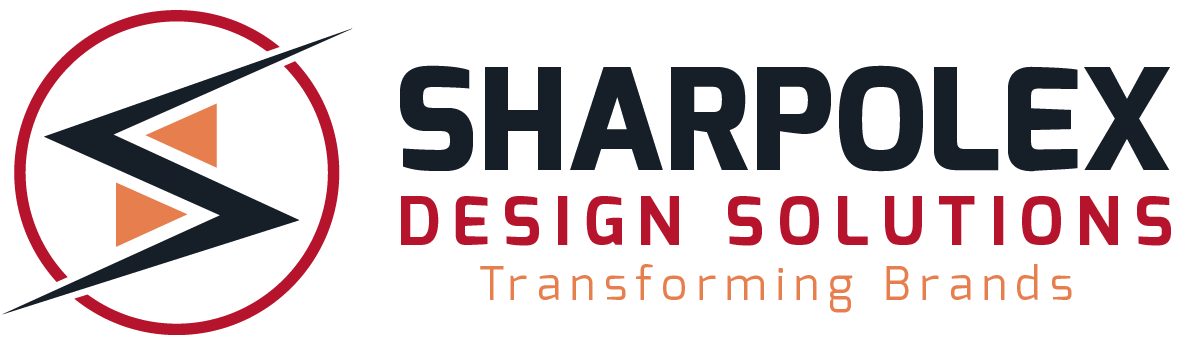 SHARPOLEX
DESIGN SOLUTIONS
Transforming Brands